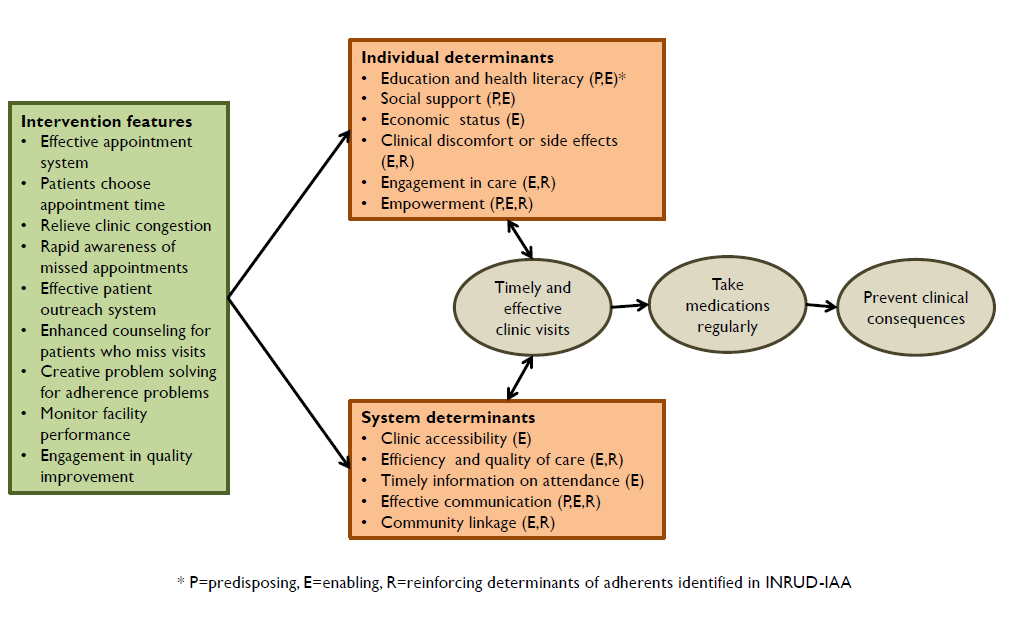 Intervention features
• Effective appointment
system
• Patients choose
appointment time
• Relieve clinic congestion
• Rapid awareness of
missed appointments
• Effective patient
outreach system
• Enhanced counseling for
patients who miss visits
• Creative problem solving
for adherence problems
• Monitor facility
performance
• Engagement in quality
improvement
Individual determinants
• Education and health literacy (P,E)*
• Social support (P,E)
• Economic status (E)
• Clinical discomfort or side effects
(E,R)
• Engagement in care (E,R)
• Empowerment (P,E,R)
Timely and
effective
clinic visits
Take
medications
regularly
Prevent clinical
consequences
System determinants
• Clinic accessibility (E)
• Efficiency and quality of care (E,R)
• Timely information on attendance (E)
• Effective communication (P,E,R)
• Community linkage (E,R)
* P=predisposing, E=enabling, R=reinforcing determinants of adherents identified in INRUD-IAA